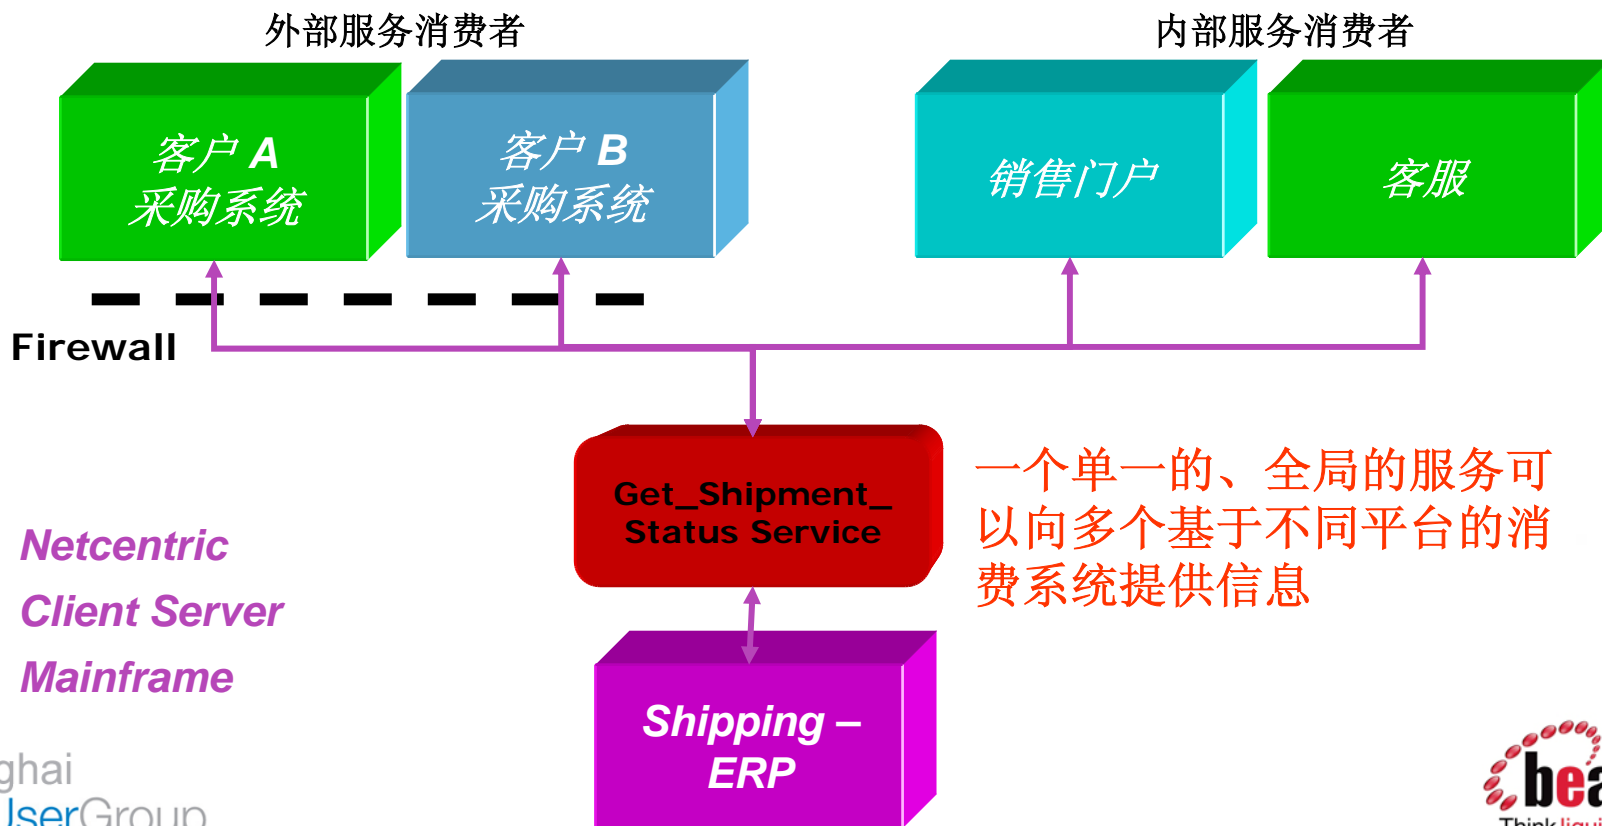 外部服务消费者
内部服务消费者
客户 A
采购系统
客户 B
采购系统
销售门户
客服
Firewall
Get_Shipment_
Status Service
一个单一的、全局的服务可
以向多个基于不同平台的消
费系统提供信息
Netcentric
Client Server
Mainframe
Shipping –
ERP
ghai
UserGroup
bea
Think liqui